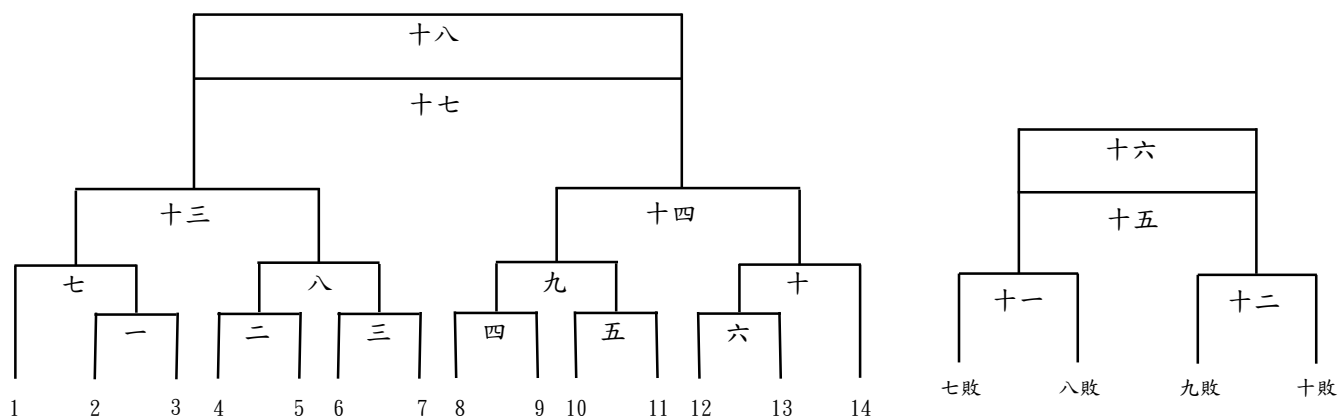 十八
十七
十六
十三 十四 十五
七 八 九 十 十一 十二
一 二 三 四 五 六
七敗 八敗 九敗 十敗
1 2 3 4 5 6 7 8 9 10 11 12 13 14